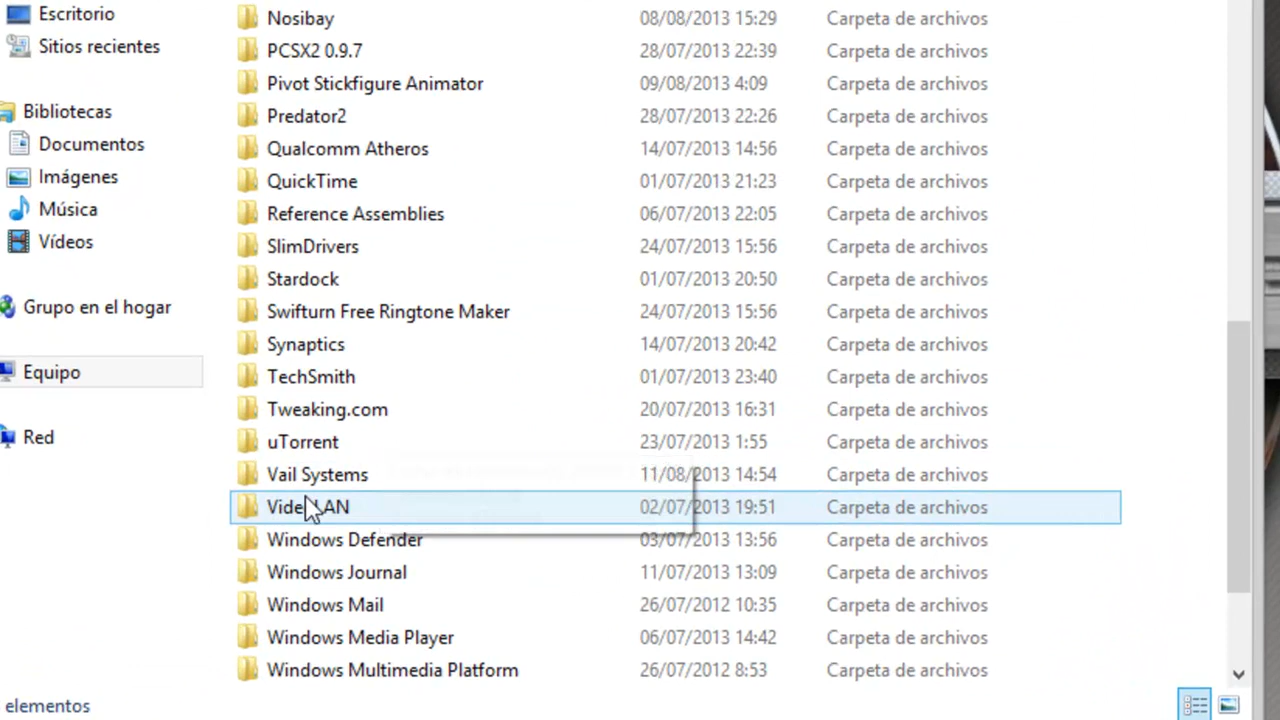 Escritorio
Sitios recientes
Bibliotecas
Documentos
Imágenes
Música
Vídeos
Grupo en el hogar
Equipo
Red
Nosibay 08/08/2013 15:29 Carpeta de archivos
PCSX2 0.9.7 28/07/2013 22:39 Carpeta de archivos
Pivot Stickfigure Animator 09/08/2013 4:09 Carpeta de archivos
Predator2 28/07/2013 22:26 Carpeta de archivos
Qualcomm Atheros 14/07/2013 14:56 Carpeta de archivos
QuickTime 01/07/2013 21:23 Carpeta de archivos
Reference Assemblies 06/07/2013 22:05 Carpeta de archivos
SlimDrivers 24/07/2013 15:56 Carpeta de archivos
Stardock 01/07/2013 20:50 Carpeta de archivos
Swifturn Free Ringtone Maker 24/07/2013 15:56 Carpeta de archivos
Synaptics 14/07/2013 20:42 Carpeta de archivos
TechSmith 01/07/2013 23:40 Carpeta de archivos
Tweaking.com 20/07/2013 16:31 Carpeta de archivos
uTorrent 23/07/2013 1:55 Carpeta de archivos
Vail Systems 11/08/2013 14:54 Carpeta de archivos
VideoLAN 02/07/2013 19:51 Carpeta de archivos
Windows Defender 03/07/2013 13:56 Carpeta de archivos
Windows Journal 11/07/2013 13:09 Carpeta de archivos
Windows Mail 26/07/2012 10:35 Carpeta de archivos
Windows Media Player 06/07/2013 14:42 Carpeta de archivos
Windows Multimedia Platform 26/07/2012 8:53 Carpeta de archivos
elementos